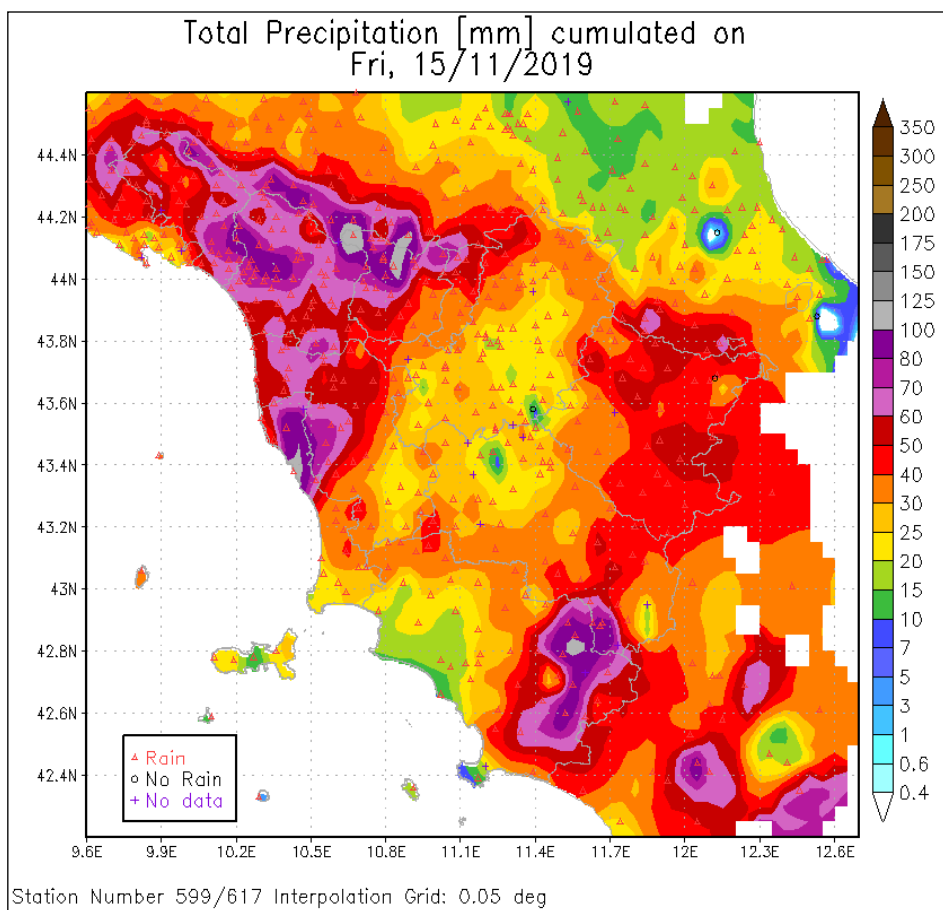 Total Precipitation [mm] cumulated on
Fri, 15/11/2019
44.4N
44.2N
44N
43.8N
43.6N
43.4N
43.2N
43N
42.8N
42.6N
42.4N
Rain
No Rain
No data
9.6E 9.9E 10.2E 10.5E 10.8E 11.1E 11.4E 11.7E 12E 12.3E 12.6E
350
300
250
200
175
150
125
100
80
70
60
50
40
30
25
20
15
10
7
5
3
1
0.6
0.4
Station Number 599/617 Interpolation Grid: 0.05 deg